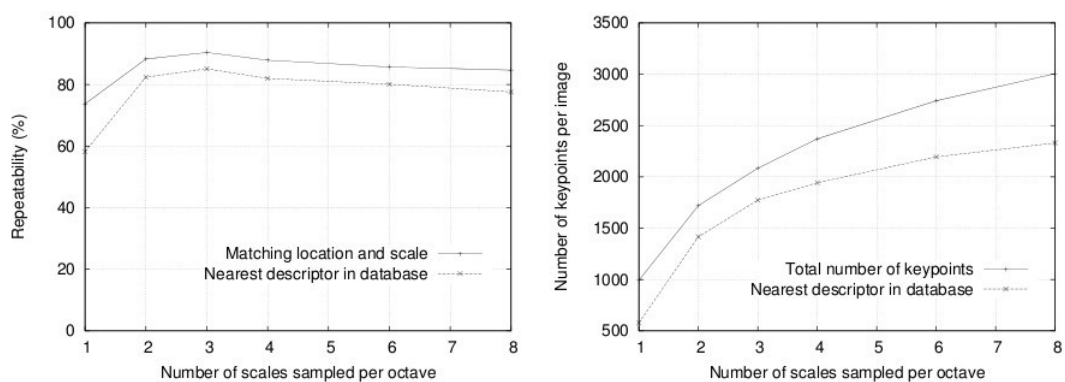 100
80
60
40
20
0
Repeatability (%)
Matching location and scale
Nearest descriptor in database
1 2 3 4 5 6 7 8
Number of scales sampled per octave
3500
3000
2500
2000
1500
1000
500
Number of keypoints per image
Total number of keypoints
Nearest descriptor in database
1 2 3 4 5 6 7 8
Number of scales sampled per octave